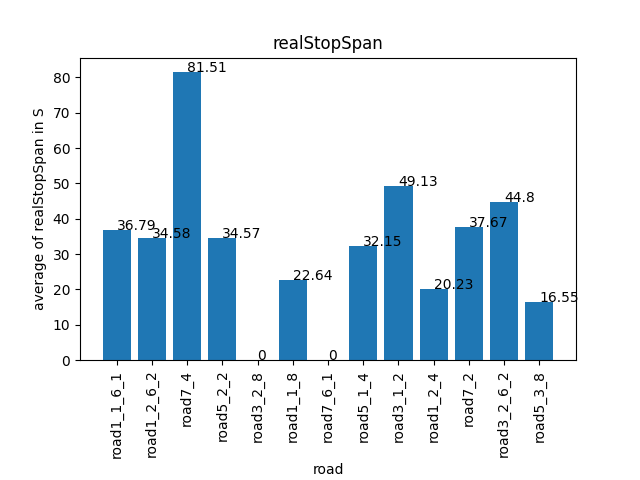 realStopSpan
average of realStopSpan in S
80
70
60
50
40
30
20
10
0
36.79
34.58
81.51
34.57
0
22.64
0
32.15
49.13
20.23
37.67
44.8
16.55
road1_1_6_1
road1_2_6_2
road7_4
road5_2_2
road3_2_8
road1_1_8
road7_6_1
road5_1_4
road3_1_2
road1_2_4
road7_2
road3_2_6_2
road5_3_8
road